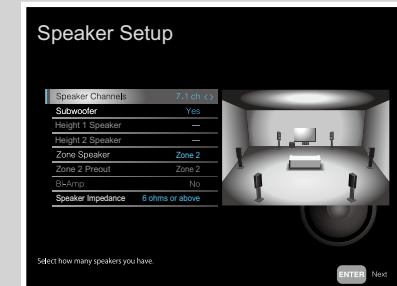 Speaker Setup
Speaker Channels 7.1 ch < >
Subwoofer Yes
Height 1 Speaker —
Height 2 Speaker —
Zone Speaker Zone 2
Zone 2 Preout Zone 2
Bi-Amp No
Speaker Impedance 6 ohms or above
Select how many speakers you have.
ENTER Next